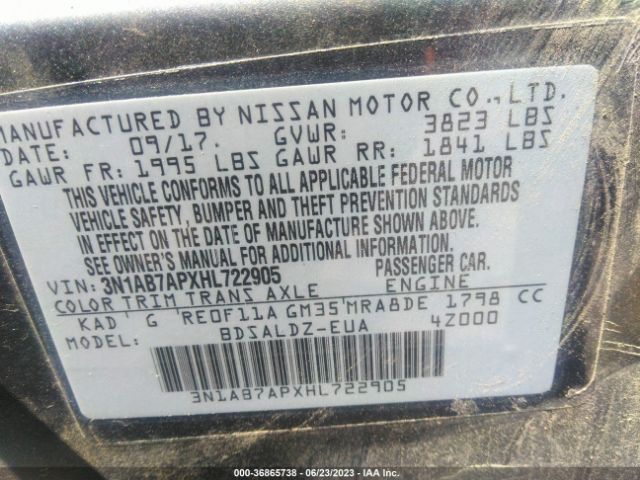 MANUFACTURED BY NISSAN MOTOR CO., LTD.
DATE: 09/17. GVWR: 3823 LBS
GAWR FR: 1995 LBS GAWR RR: 1841 LBS
THIS VEHICLE CONFORMS TO ALL APPLICABLE FEDERAL MOTOR
VEHICLE SAFETY, BUMPER AND THEFT PREVENTION STANDARDS
IN EFFECT ON THE DATE OF MANUFACTURE SHOWN ABOVE.
SEE OWNER'S MANUAL FOR ADDITIONAL INFORMATION.
VIN: 3N1AB7APXHL722905 PASSENGER CAR.
COLOR TRIM TRANS AXLE ENGINE
KAD' G 'RE0F11A GM35'MRA8DE 1798 CC
BDSALDZ-EUA 4Z000
3N1AB7APXHL722905
000-36865738 - 06/23/2023 - IAA Inc.